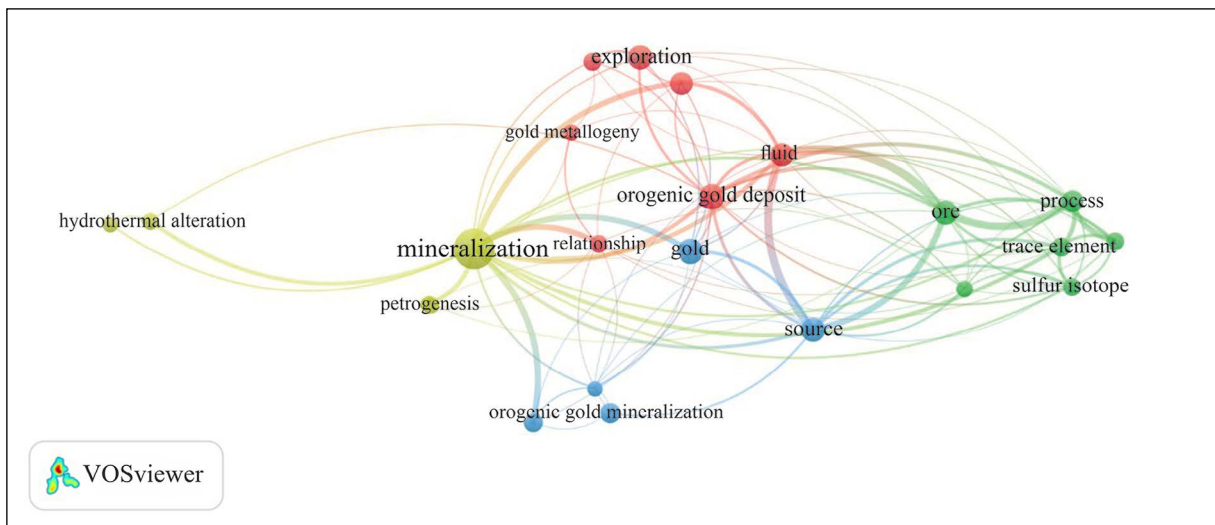 exploration
gold metallogeny
fluid
orogenic gold deposit
process
ore
hydrothermal alteration
mineralization
relationship
gold
trace element
sulfur isotope
petrogenesis
source
orogenic gold mineralization
VOSviewer